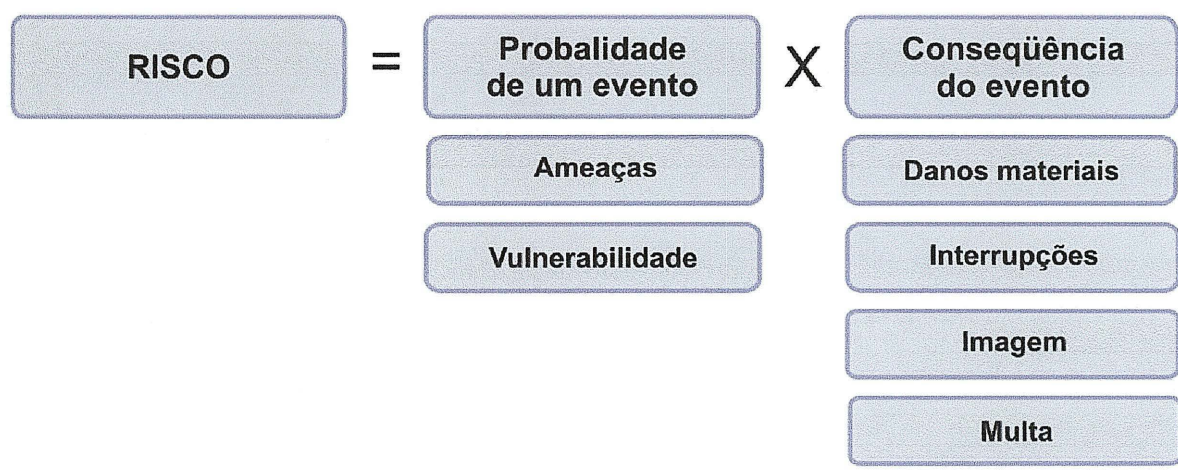 RISCO
=
Probalidade
de um evento
X
Conseqüência
do evento
Ameaças
Danos materiais
Vulnerabilidade
Interrupções
Imagem
Multa